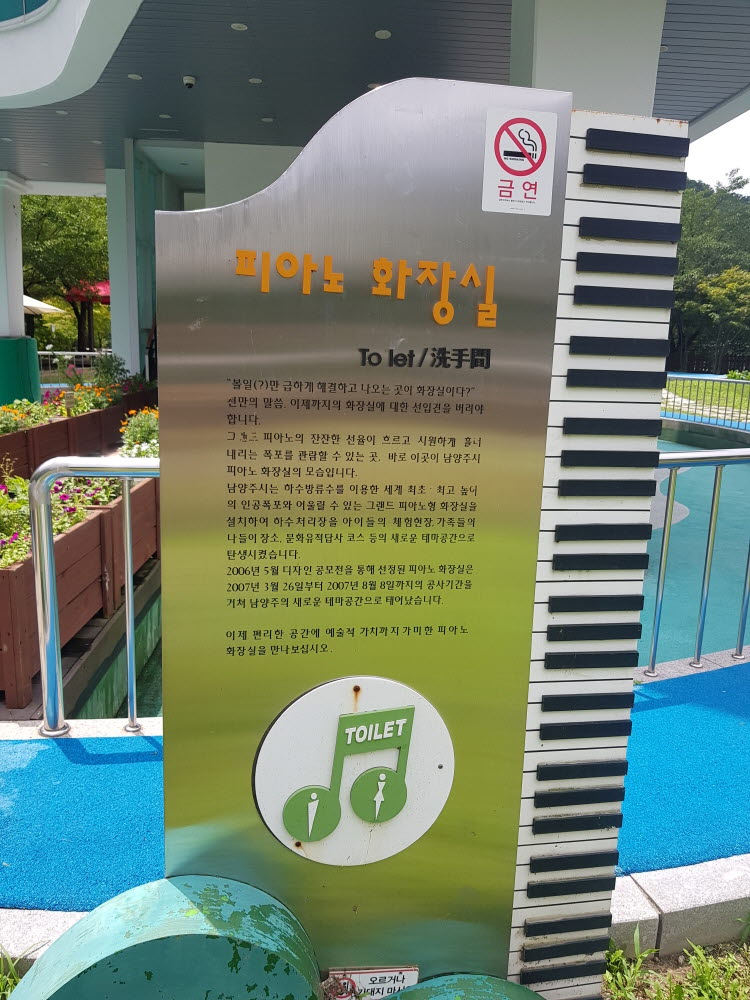 금연
피아노 화장실
To let / 洗手間
"볼일(?)만 급하게 해결하고 나오는 곳이 화장실이다?"
천만의 말씀. 이제까지의 화장실에 대한 선입견을 버려야
합니다.
피아노의 잔잔한 선율이 흐르고 시원하게 흘러
내리는 폭포를 관람할 수 있는 곳. 바로 이곳이 남양주시
피아노 화장실의 모습입니다.
남양주시는 하수방류수를 이용한 세계 최초·최고 높이
의 인공폭포와 어울릴 수 있는 그랜드 피아노형 화장실을
설치하여 하수처리장을 아이들의 체험현장, 가족들의
나들이 장소, 문화유적답사 코스 등의 새로운 테마공간으로
탄생시켰습니다.
2006년 5월 디자인 공모전을 통해 선정된 피아노 화장실은
2007년 3월 26일부터 2007년 8월 8일까지의 공사기간을
거쳐 남양주의 새로운 테마공간으로 태어났습니다.
이제 편리한 공간에 예술적 가치까지 가미한 피아노
화장실을 만나보십시오.
TOILET
오르거나